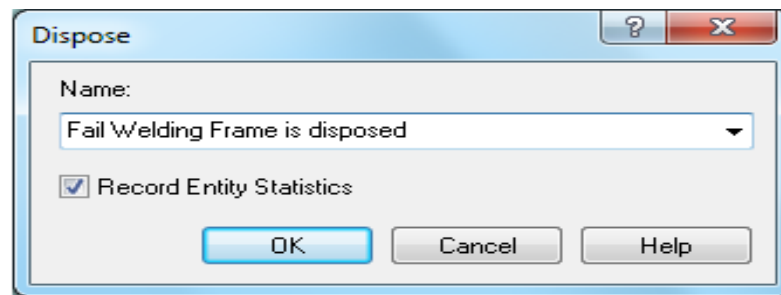 Dispose
Name:
Fail Welding Frame is disposed
Record Entity Statistics
OK Cancel Help